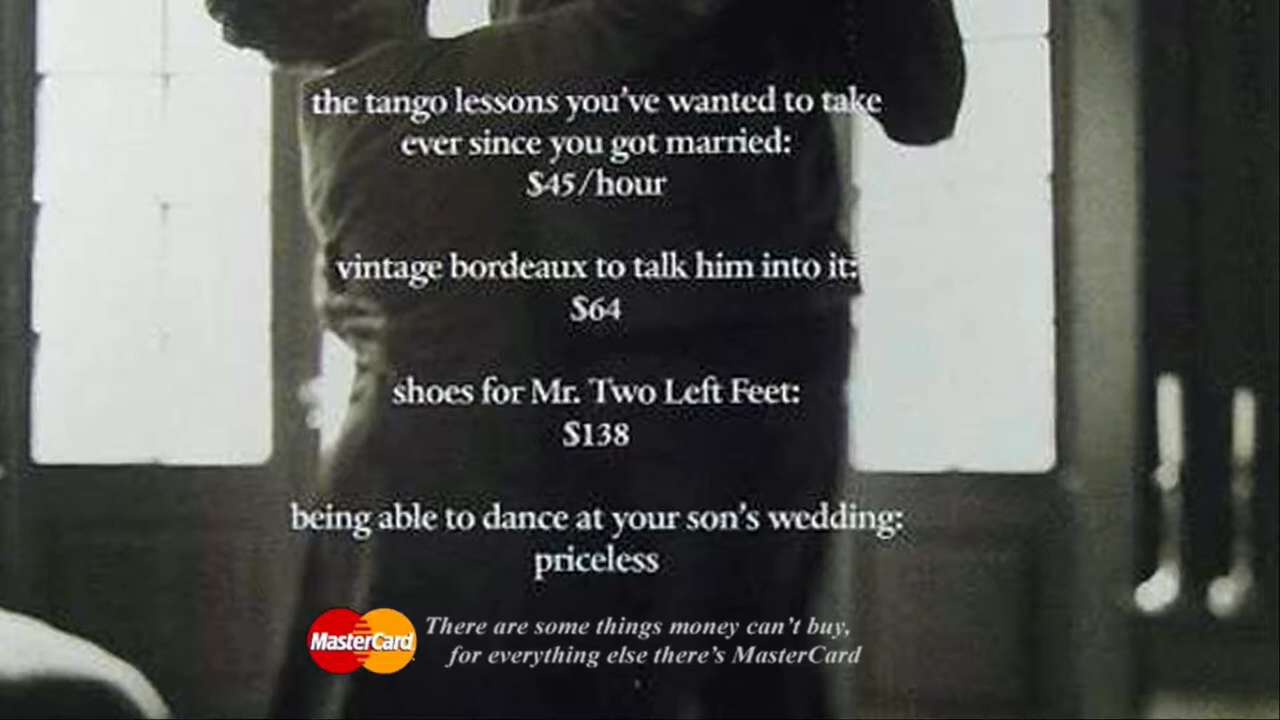 the tango lessons you've wanted to take
ever since you got married:
$45/hour
vintage bordeaux to talk him into it:
$64
shoes for Mr. Two Left Feet:
$138
being able to dance at your son's wedding:
priceless
MasterCard
There are some things money can't buy,
for everything else there's MasterCard